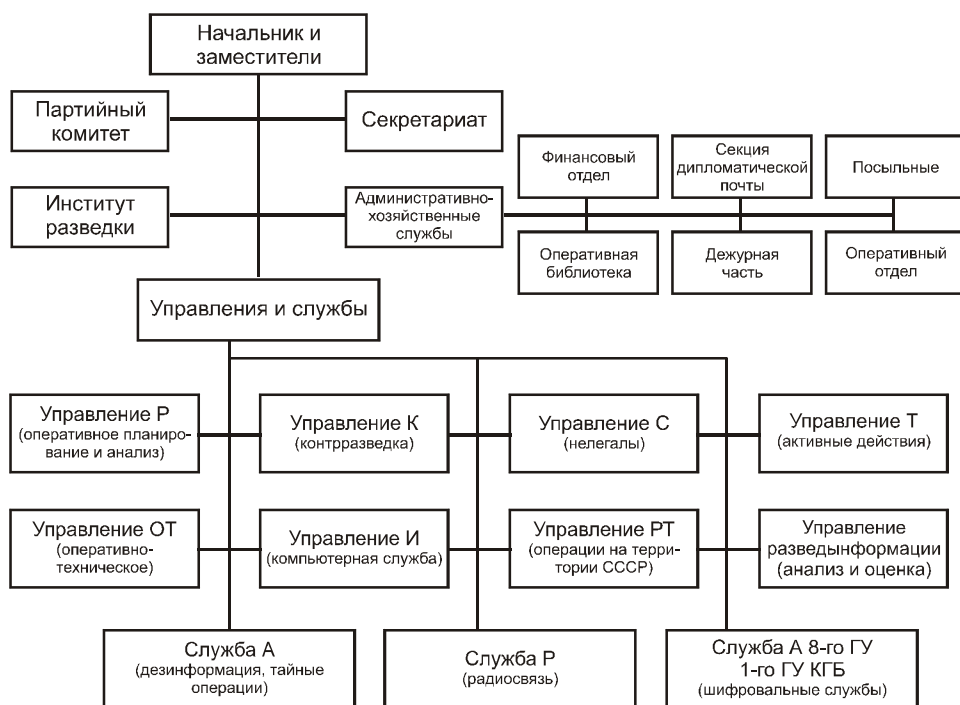 Начальник и
заместители
Партийный
комитет
Секретариат
Финансовый
отдел
Секция
дипломатической
почты
Посыльные
Институт
разведки
Административно-
хозяйственные
службы
Оперативная
библиотека
Дежурная
часть
Оперативный
отдел
Управления и службы
Управление Р
(оперативное планиро-
вание и анализ)
Управление К
(контрразведка)
Управление С
(нелегалы)
Управление Т
(активные действия)
Управление ОТ
(оперативно-
техническое)
Управление И
(компьютерная служба)
Управление РТ
(операции на терри-
тории СССР)
Управление
разведынформации
(анализ и оценка)
Служба А
(дезинформация, тайные
операции)
Служба Р
(радиосвязь)
Служба А 8-го ГУ
1-го ГУ КГБ
(шифровальные службы)